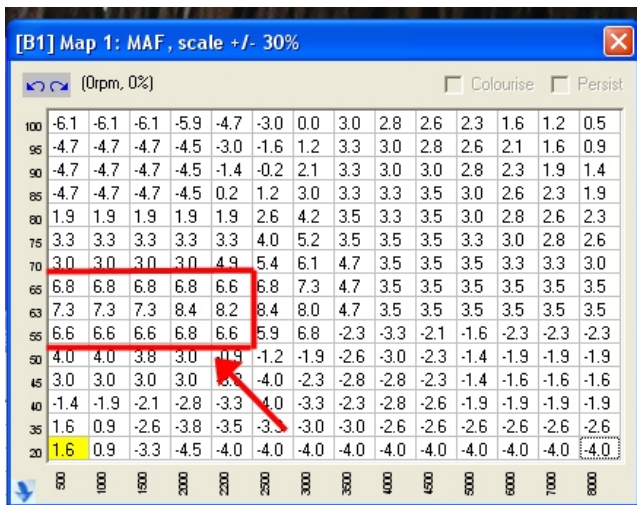 [B1] Map 1: MAF, scale +/- 30%
(0rpm, 0%) Colourise Persist
100 -6.1 -6.1 -6.1 -5.9 -4.7 -3.0 0.0 3.0 2.8 2.6 2.3 1.6 1.2 0.5
95 -4.7 -4.7 -4.7 -4.5 -3.0 -1.6 1.2 3.3 3.0 2.8 2.6 2.1 1.6 0.9
90 -4.7 -4.7 -4.7 -4.5 -1.4 -0.2 2.1 3.3 3.0 3.0 2.8 2.3 1.9 1.4
85 -4.7 -4.7 -4.7 -4.5 0.2 1.2 3.0 3.3 3.3 3.5 3.0 2.6 2.3 1.9
80 1.9 1.9 1.9 1.9 1.9 2.6 4.2 3.5 3.3 3.5 3.0 2.8 2.6 2.3
75 3.3 3.3 3.3 3.3 3.3 4.0 5.2 3.5 3.5 3.5 3.3 3.0 2.8 2.6
70 3.0 3.0 3.0 3.0 4.9 5.4 6.1 4.7 3.5 3.5 3.5 3.3 3.3 3.0
65 6.8 6.8 6.8 6.8 6.6 6.8 7.3 4.7 3.5 3.5 3.5 3.5 3.5 3.5
63 7.3 7.3 7.3 8.4 8.2 8.4 8.0 4.7 3.5 3.5 3.5 3.5 3.5 3.5
55 6.6 6.6 6.6 6.8 6.6 5.9 6.8 -2.3 -3.3 -2.1 -1.6 -2.3 -2.3 -2.3
50 4.0 4.0 3.8 3.0 -0.9 -1.2 -1.9 -2.6 -3.0 -2.3 -1.4 -1.9 -1.9 -1.9
45 3.0 3.0 3.0 3.0 -4.0 -2.3 -2.8 -2.8 -2.3 -1.4 -1.6 -1.6 -1.6
40 -1.4 -1.9 -2.1 -2.8 -3.3 -4.0 -3.3 -2.3 -2.8 -2.6 -1.9 -1.9 -1.9 -1.9
35 1.6 0.9 -2.6 -3.8 -3.5 -3.0 -3.0 -2.6 -2.6 -2.6 -2.6 -2.6 -2.6
20 1.6 0.9 -3.3 -4.5 -4.0 -4.0 -4.0 -4.0 -4.0 -4.0 -4.0 -4.0 -4.0 -4.0
500 1000 1500 2000 2200 2500 3000 3500 4000 4500 5000 6000 7000 8000